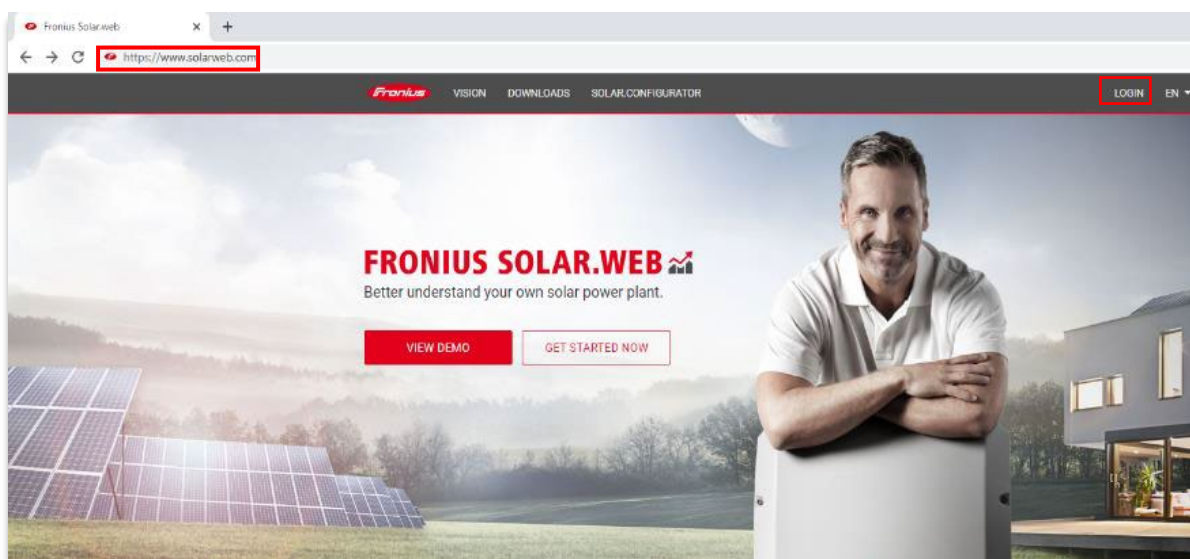 Fronius Solar.web
https://www.solarweb.com
Fronius VISION DOWNLOADS SOLAR.CONFIGURATOR LOGIN EN
FRONIUS SOLAR.WEB
Better understand your own solar power plant.
VIEW DEMO GET STARTED NOW